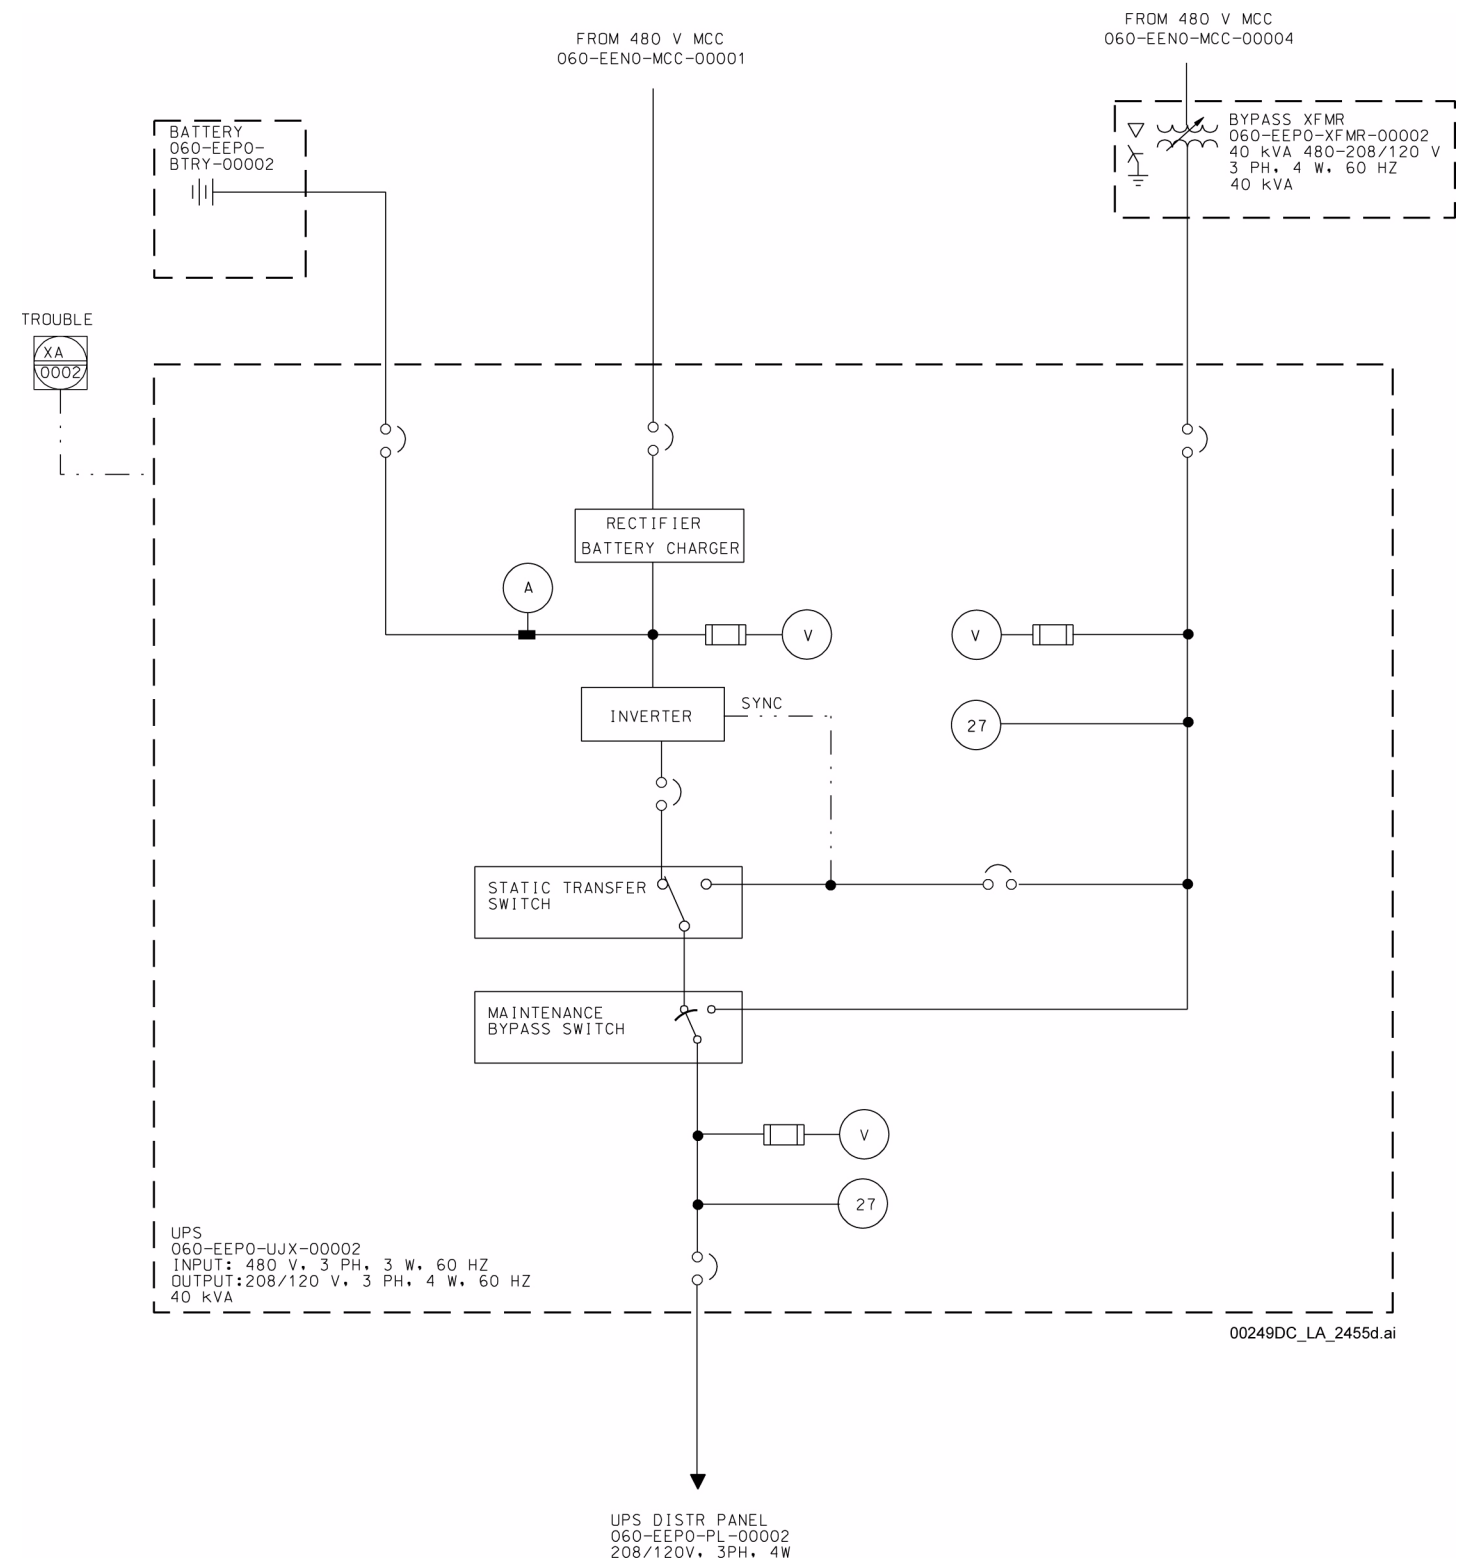 FROM 480 V MCC
060-EEN0-MCC-00004
FROM 480 V MCC
060-EEN0-MCC-00001
BYPASS XFMR
060-EEP0-XFMR-00002
40 kVA 480-208/120 V
3 PH, 4 W, 60 HZ
40 kVA
BATTERY
060-EEP0-
BTRY-00002
TROUBLE
XA
0002
RECTIFIER
BATTERY CHARGER
A
V
V
SYNC
INVERTER
27
STATIC TRANSFER
SWITCH
MAINTENANCE
BYPASS SWITCH
V
27
UPS
060-EEP0-UJX-00002
INPUT: 480 V, 3 PH, 3 W, 60 HZ
OUTPUT:208/120 V, 3 PH, 4 W, 60 HZ
40 kVA
00249DC_LA_2455d.ai
UPS DISTR PANEL
060-EEP0-PL-00002
208/120V, 3PH, 4W